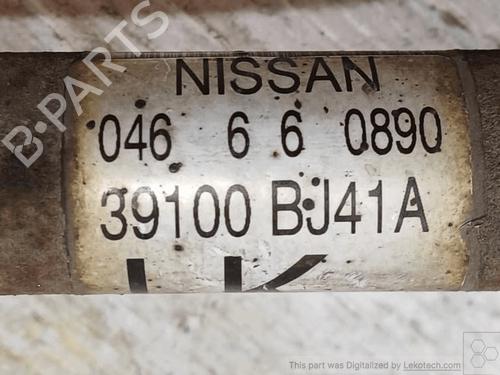 B-PARTS
NISSAN
046 6 6 0890
39100 BJ41A
This part was Digitalized by Lekotech.com